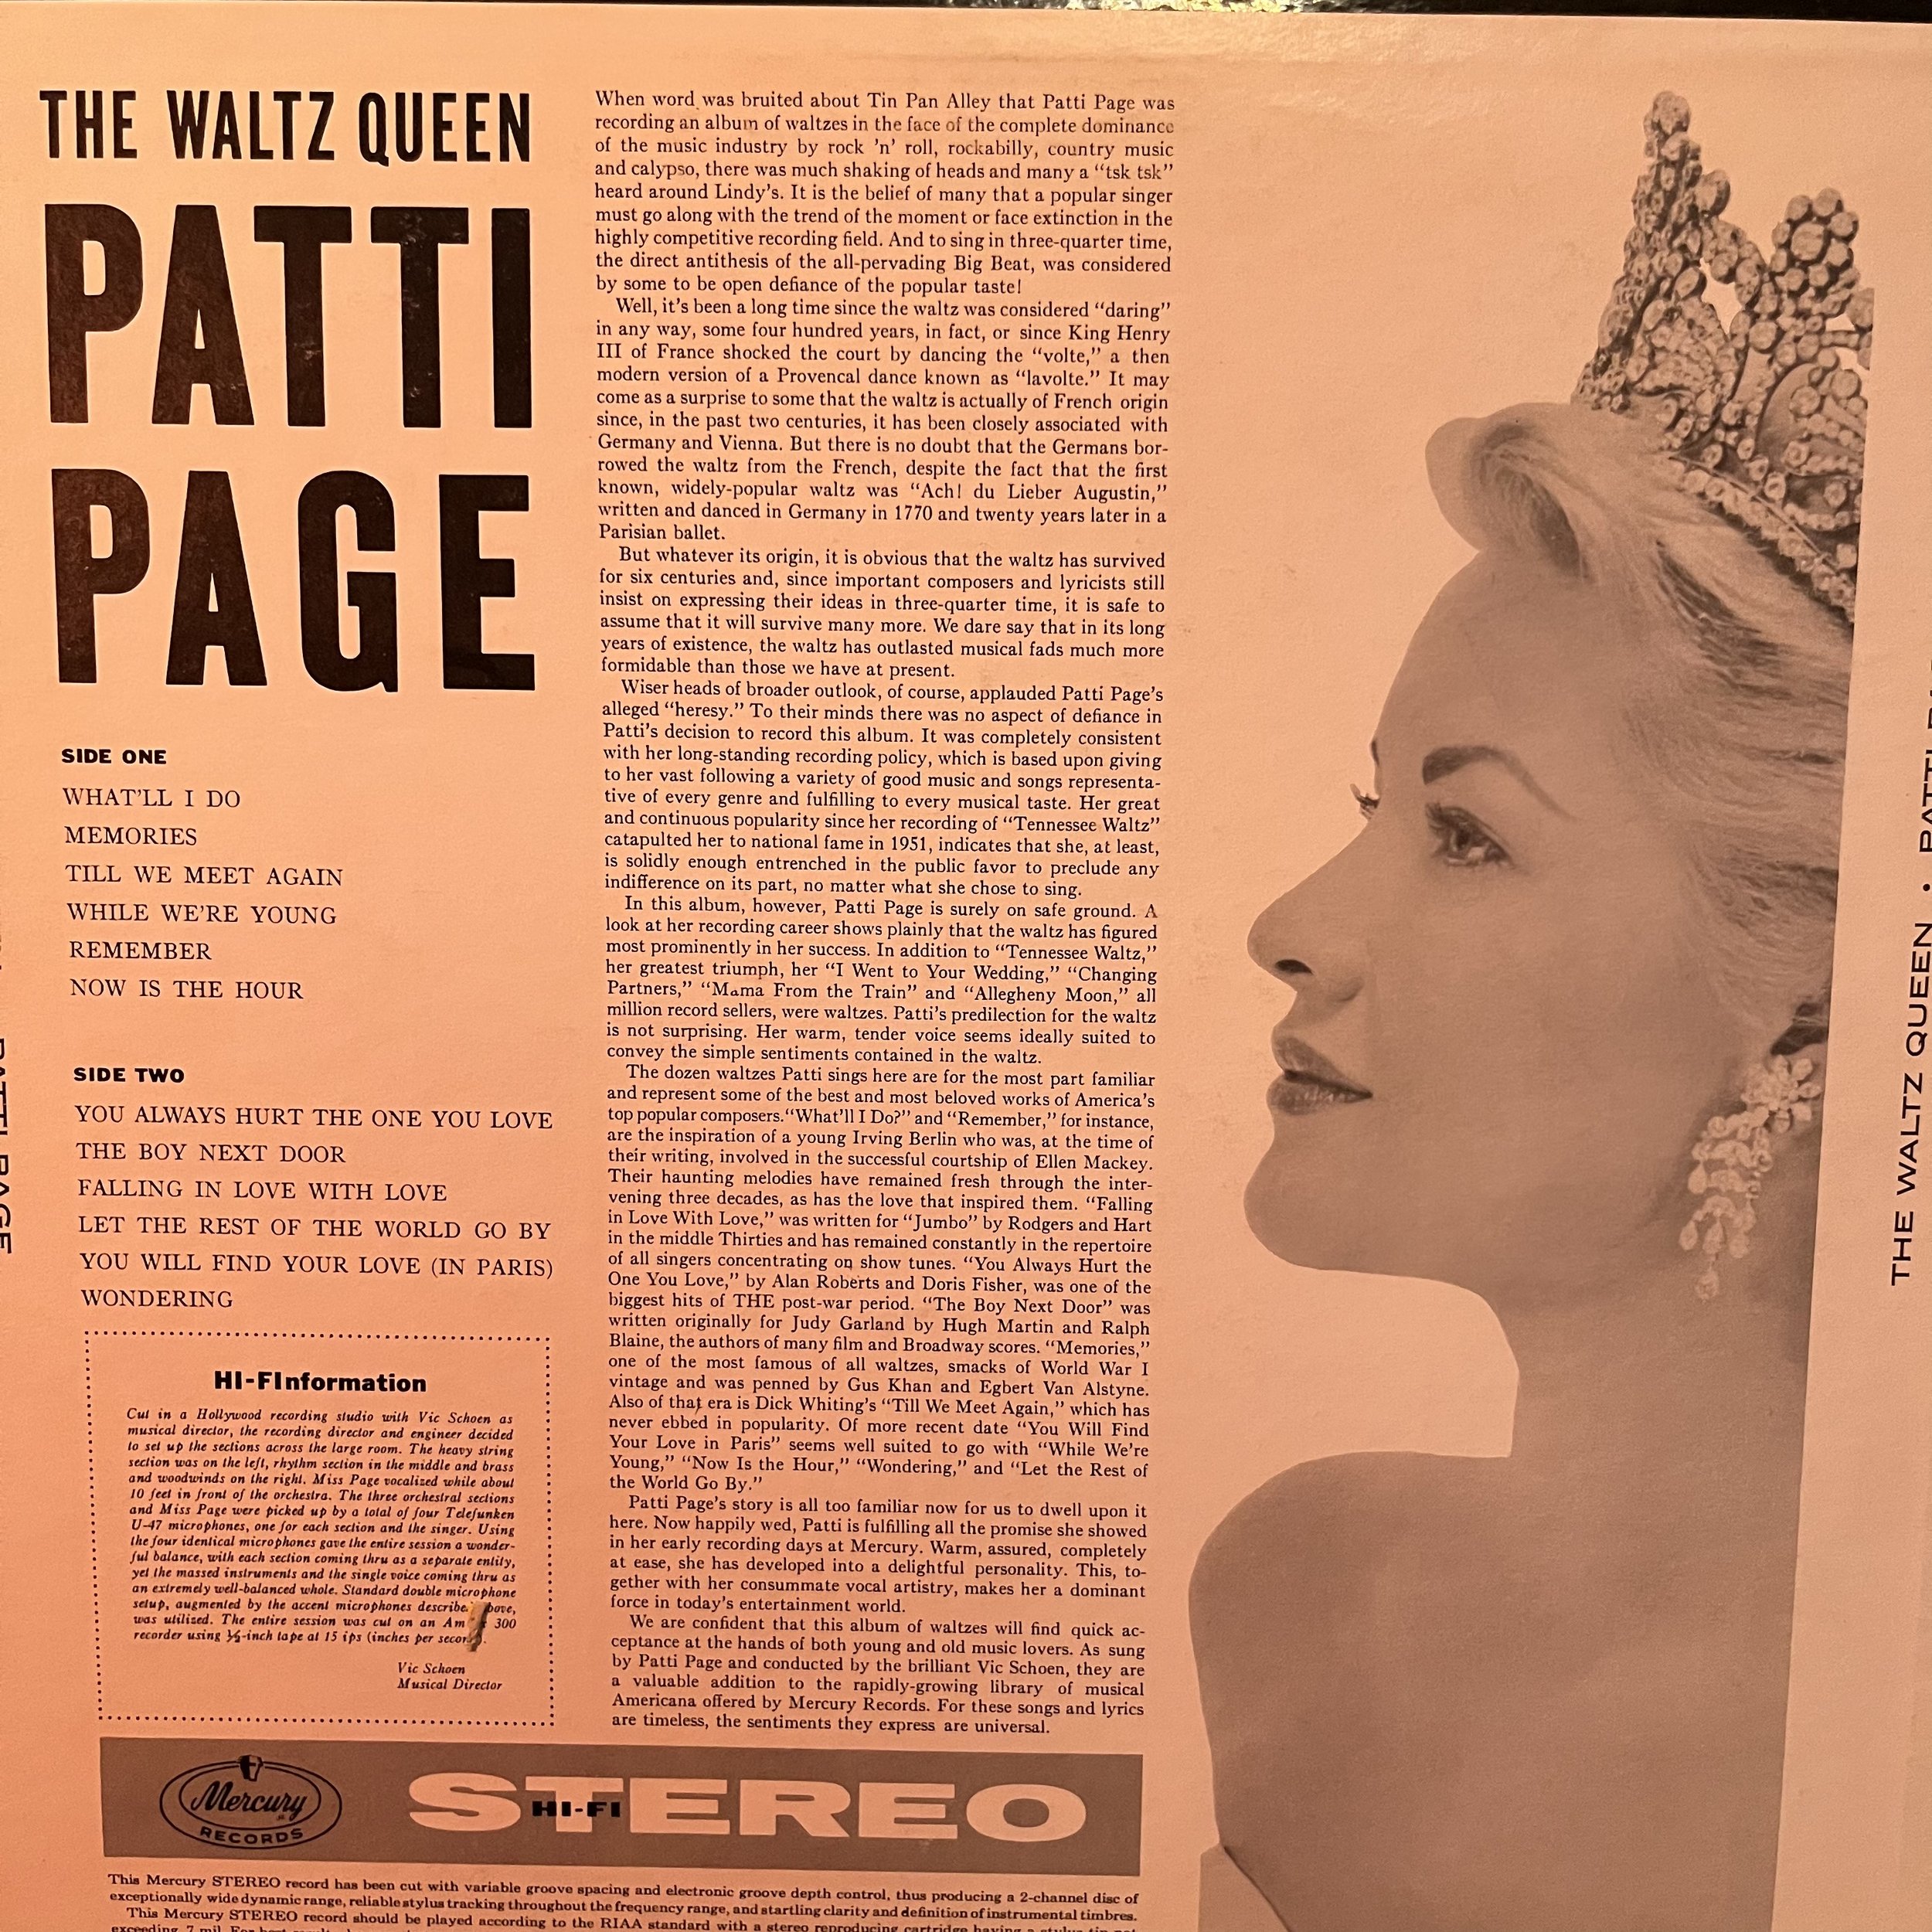 THE WALTZ QUEEN
PATTI
PAGE
SIDE ONE
WHAT'LL I DO
MEMORIES
TILL WE MEET AGAIN
WHILE WE'RE YOUNG
REMEMBER
NOW IS THE HOUR
SIDE TWO
YOU ALWAYS HURT THE ONE YOU LOVE
THE BOY NEXT DOOR
FALLING IN LOVE WITH LOVE
LET THE REST OF THE WORLD GO BY
YOU WILL FIND YOUR LOVE (IN PARIS)
WONDERING
HI-FInformation
Cut in a Hollywood recording studio with Vic Schoen as
musical director, the recording director and engineer decided
to set up the sections across the large room. The heavy string
section was on the left, rhythm section in the middle and brass
and woodwinds on the right. Miss Page vocalized while about
10 feet in front of the orchestra. The three orchestral sections
and Miss Page were picked up by a total of four Telefunken
U-47 microphones, one for each section and the singer. Using
the four identical microphones gave the entire session a wonder-
ful balance, with each section coming thru as a separate entity,
yet the massed instruments and the single voice coming thru as
an extremely well-balanced whole. Standard double microphone
setup, augmented by the accent microphones describe bove,
was utilized. The entire session was cut on an Am 300
recorder using ½-inch tape at 15 ips (inches per secon
Vic Schoen
Musical Director
When word was bruited about Tin Pan Alley that Patti Page was
recording an album of waltzes in the face of the complete dominance
of the music industry by rock 'n' roll, rockabilly, country music
and calypso, there was much shaking of heads and many a "tsk tsk"
heard around Lindy's. It is the belief of many that a popular singer
must go along with the trend of the moment or face extinction in the
highly competitive recording field. And to sing in three-quarter time,
the direct antithesis of the all-pervading Big Beat, was considered
by some to be open defiance of the popular taste!
Well, it's been a long time since the waltz was considered "daring"
in any way, some four hundred years, in fact, or since King Henry
III of France shocked the court by dancing the "volte," a then
modern version of a Provencal dance known as "lavolte." It may
come as a surprise to some that the waltz is actually of French origin
since, in the past two centuries, it has been closely associated with
Germany and Vienna. But there is no doubt that the Germans bor-
rowed the waltz from the French, despite the fact that the first
known, widely-popular waltz was "Ach! du Lieber Augustin,"
written and danced in Germany in 1770 and twenty years later in a
Parisian ballet.
But whatever its origin, it is obvious that the waltz has survived
for six centuries and, since important composers and lyricists still
insist on expressing their ideas in three-quarter time, it is safe to
assume that it will survive many more. We dare say that in its long
years of existence, the waltz has outlasted musical fads much more
formidable than those we have at present.
Wiser heads of broader outlook, of course, applauded Patti Page's
alleged "heresy." To their minds there was no aspect of defiance in
Patti's decision to record this album. It was completely consistent
with her long-standing recording policy, which is based upon giving
to her vast following a variety of good music and songs representa-
tive of every genre and fulfilling to every musical taste. Her great
and continuous popularity since her recording of "Tennessee Waltz"
catapulted her to national fame in 1951, indicates that she, at least,
is solidly enough entrenched in the public favor to preclude any
indifference on its part, no matter what she chose to sing.
In this album, however, Patti Page is surely on safe ground. A
look at her recording career shows plainly that the waltz has figured
most prominently in her success. In addition to "Tennessee Waltz,"
her greatest triumph, her "I Went to Your Wedding," "Changing
Partners," "Mama From the Train" and "Allegheny Moon," all
million record sellers, were waltzes. Patti's predilection for the waltz
is not surprising. Her warm, tender voice seems ideally suited to
convey the simple sentiments contained in the waltz.
The dozen waltzes Patti sings here are for the most part familiar
and represent some of the best and most beloved works of America's
top popular composers. "What'll I Do?" and "Remember," for instance,
are the inspiration of a young Irving Berlin who was, at the time of
their writing, involved in the successful courtship of Ellen Mackey.
Their haunting melodies have remained fresh through the inter-
vening three decades, as has the love that inspired them. "Falling
in Love With Love," was written for "Jumbo" by Rodgers and Hart
in the middle Thirties and has remained constantly in the repertoire
of all singers concentrating on show tunes. "You Always Hurt the
One You Love," by Alan Roberts and Doris Fisher, was one of the
biggest hits of THE post-war period. "The Boy Next Door" was
written originally for Judy Garland by Hugh Martin and Ralph
Blaine, the authors of many film and Broadway scores. "Memories,"
one of the most famous of all waltzes, smacks of World War I
vintage and was penned by Gus Khan and Egbert Van Alstyne.
Also of that era is Dick Whiting's "Till We Meet Again," which has
never ebbed in popularity. Of more recent date "You Will Find
Your Love in Paris" seems well suited to go with "While We're
Young," "Now Is the Hour," "Wondering," and "Let the Rest of
the World Go By."
Patti Page's story is all too familiar now for us to dwell upon it
here. Now happily wed, Patti is fulfilling all the promise she showed
in her early recording days at Mercury. Warm, assured, completely
at ease, she has developed into a delightful personality. This, to-
gether with her consummate vocal artistry, makes her a dominant
force in today's entertainment world.
We are confident that this album of waltzes will find quick ac-
ceptance at the hands of both young and old music lovers. As sung
by Patti Page and conducted by the brilliant Vic Schoen, they are
a valuable addition to the rapidly-growing library of musical
Americana offered by Mercury Records. For these songs and lyrics
are timeless, the sentiments they express are universal.
Mercury
RECORDS
STEREO
HI-FI
This Mercury STEREO record has been cut with variable groove spacing and electronic groove depth control, thus producing a 2-channel disc of
exceptionally wide dynamic range, reliable stylus tracking throughout the frequency range, and startling clarity and definition of instrumental timbres.
This Mercury STEREO record should be played according to the RIAA standard with a stereo reproducing cartridge having a stylus tip not
THE WALTZ QUEEN • PATTI
PATTI PAGE